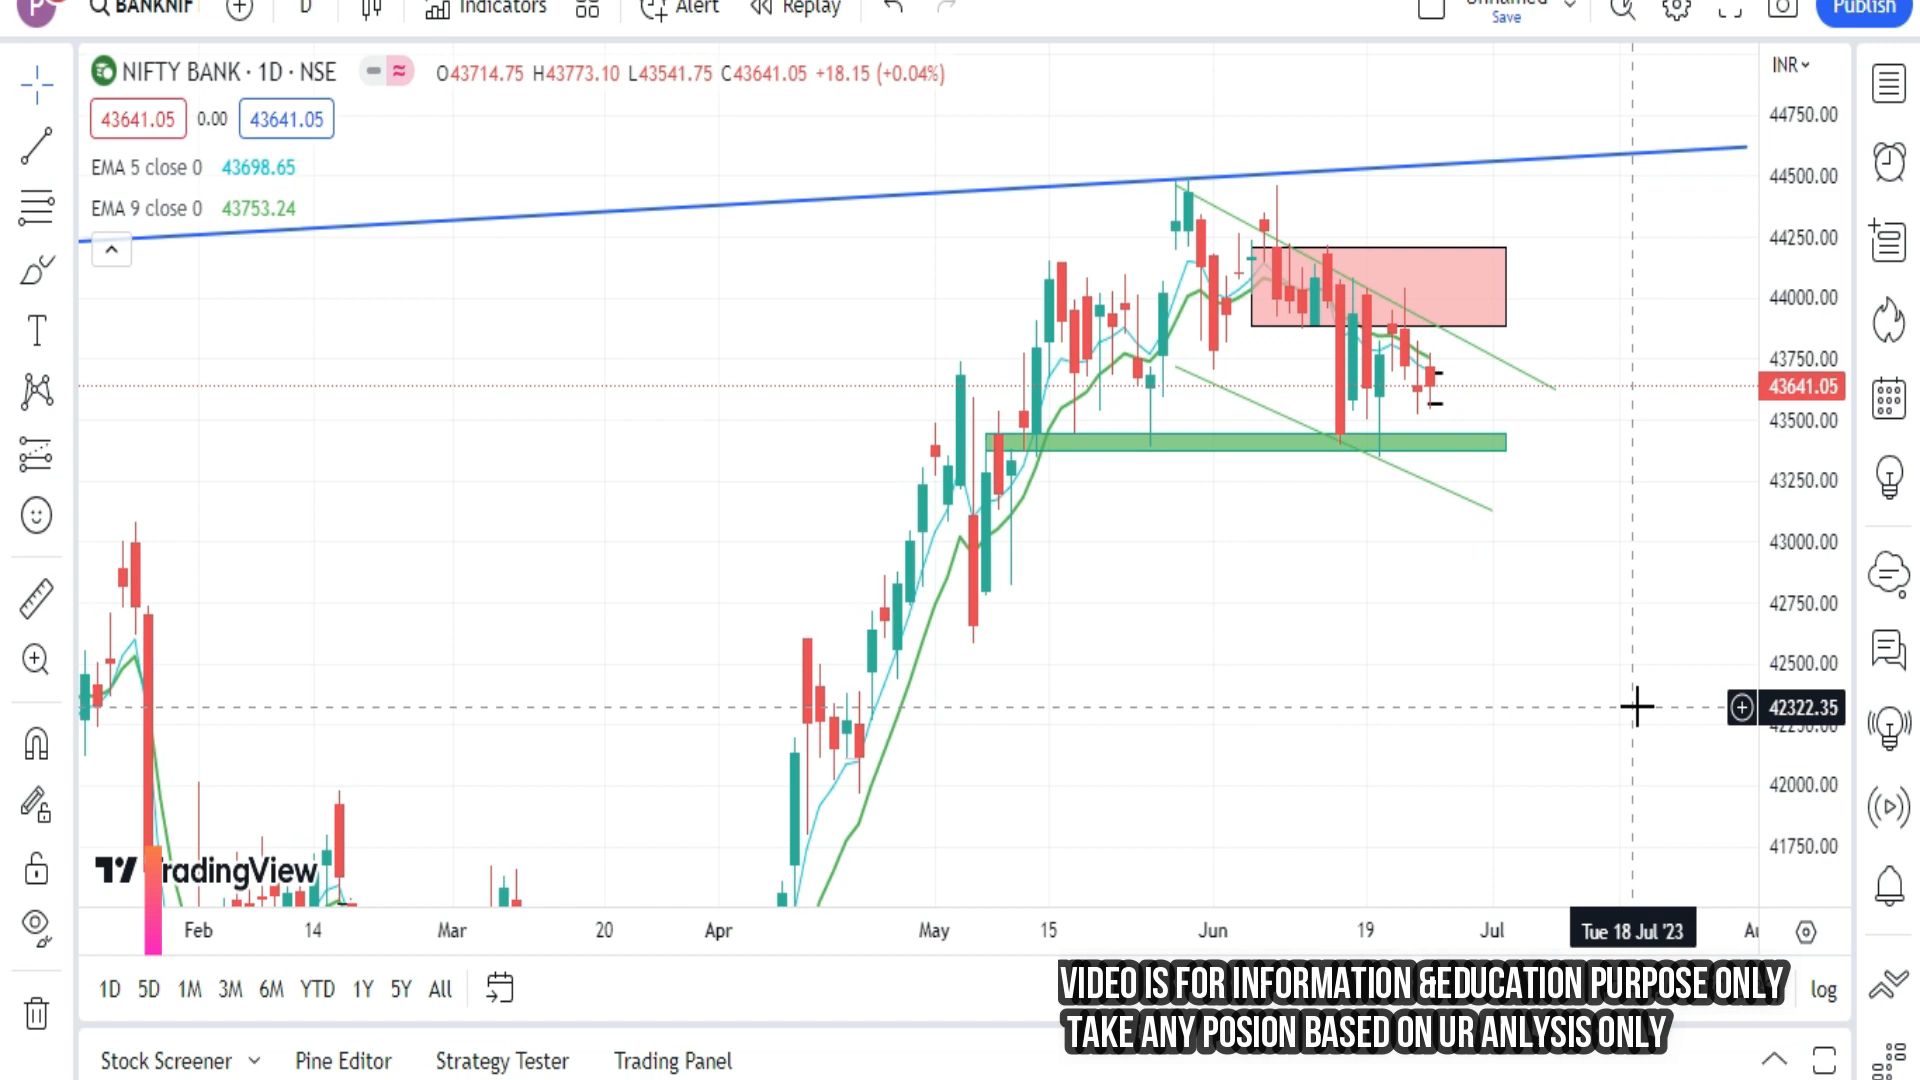 BANKNIF
D
Indicators
Alert
Replay
Unnamed
Save
Publish
NIFTY BANK · 1D · NSE
O43714.75 H43773.10 L43541.75 C43641.05 +18.15 (+0.04%)
INR
43641.05 0.00 43641.05
EMA 5 close 0 43698.65
EMA 9 close 0 43753.24
44750.00
44500.00
44250.00
44000.00
43750.00
43641.05
43500.00
43250.00
43000.00
42750.00
42500.00
42322.35
42250.00
42000.00
41750.00
TradingView
Feb 14 Mar 20 Apr May 15 Jun 19 Jul Tue 18 Jul '23
1D 5D 1M 3M 6M YTD 1Y 5Y All
log
VIDEO IS FOR INFORMATION &EDUCATION PURPOSE ONLY
TAKE ANY POSION BASED ON UR ANLYSIS ONLY
Stock Screener Pine Editor Strategy Tester Trading Panel